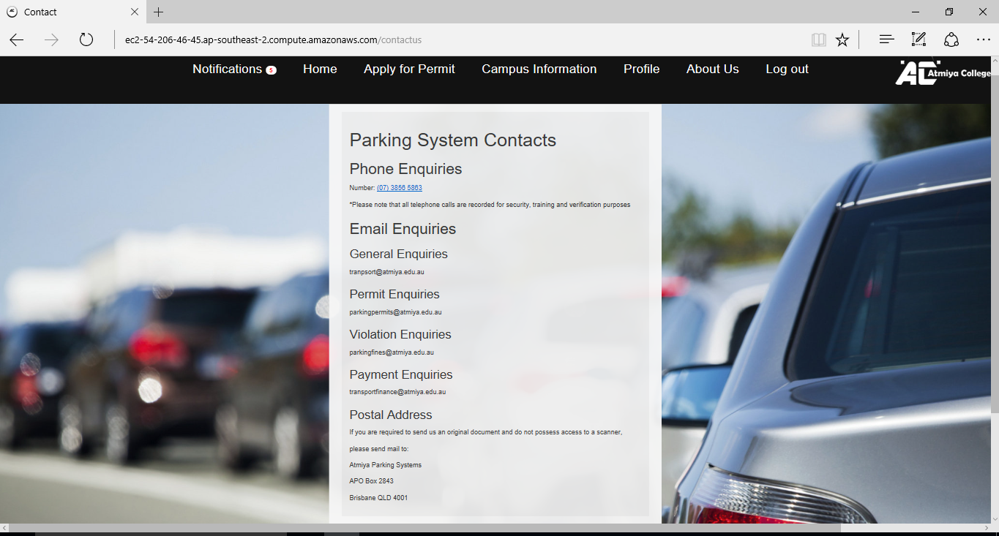 Contact
ec2-54-206-46-45.ap-southeast-2.compute.amazonaws.com/contactus
Notifications 5 Home Apply for Permit Campus Information Profile About Us Log out
AC Atmiya College
Parking System Contacts
Phone Enquiries
Number: (07) 3856 5863
*Please note that all telephone calls are recorded for security, training and verification purposes
Email Enquiries
General Enquiries
tranpsort@atmiya.edu.au
Permit Enquiries
parkingpermits@atmiya.edu.au
Violation Enquiries
parkingfines@atmiya.edu.au
Payment Enquiries
transportfinance@atmiya.edu.au
Postal Address
If you are required to send us an original document and do not possess access to a scanner,
please send mail to:
Atmiya Parking Systems
APO Box 2843
Brisbane QLD 4001